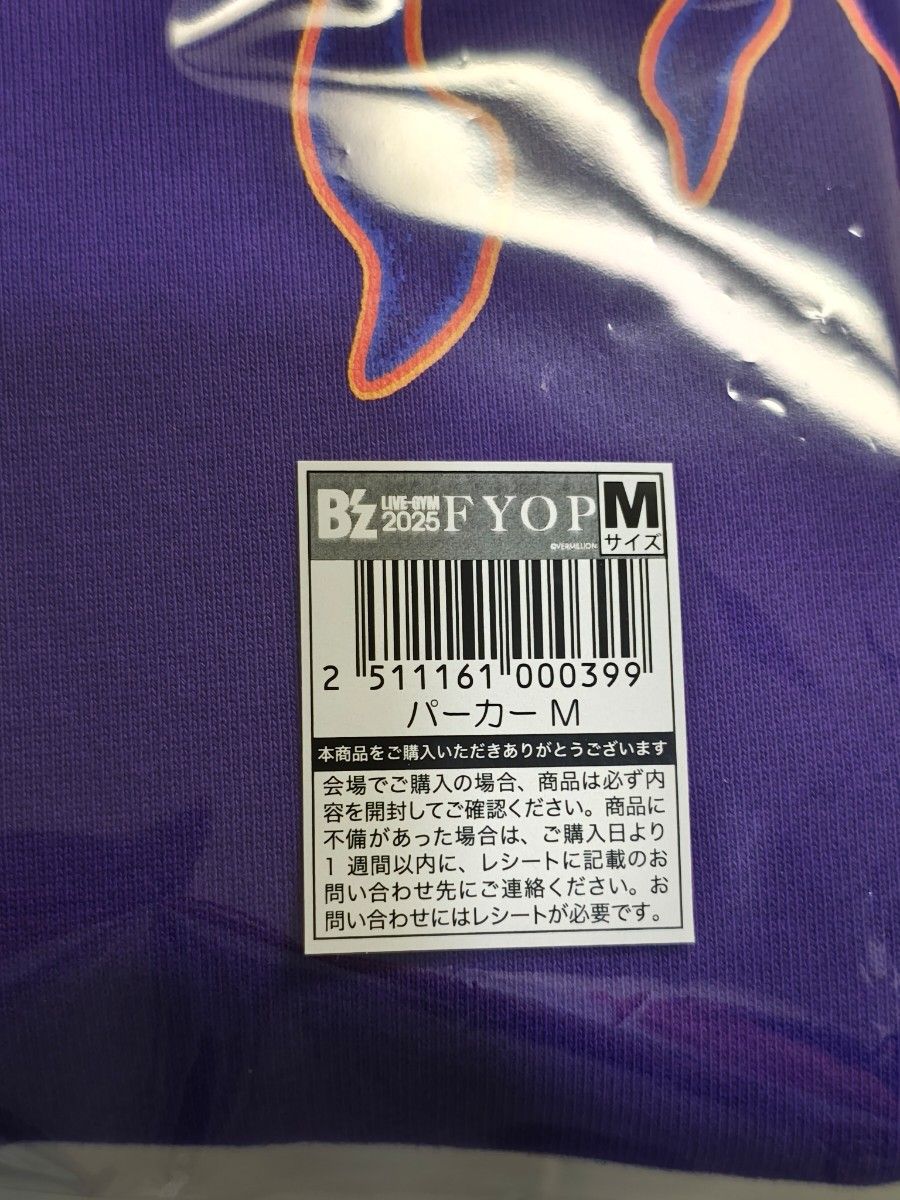 B'z LIVE-GYM 2025 FYOP M
©VERMILLION サイズ
2 511161 000399
パーカー M
本商品をご購入いただきありがとうございます
会場でご購入の場合、商品は必ず内
容を開封してご確認ください。商品に
不備があった場合は、ご購入日より
1 週間以内に、レシートに記載のお
問い合わせ先にご連絡ください。お
問い合わせにはレシートが必要です。